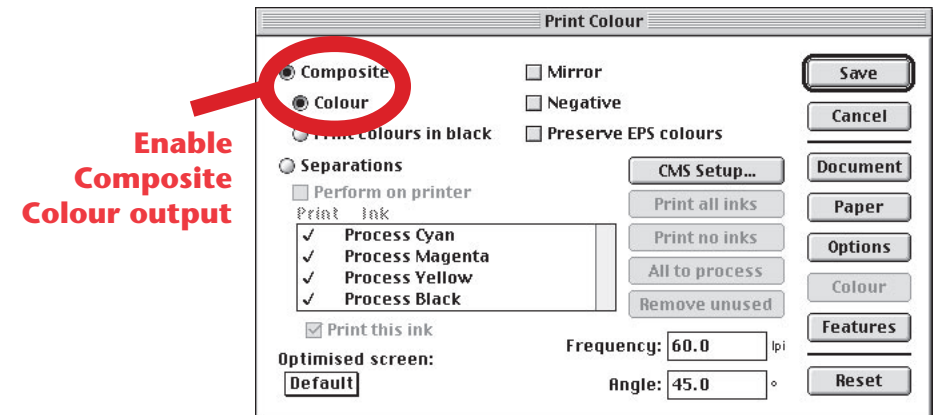 Print Colour
Composite
Colour
Print colours in black
Mirror
Negative
Preserve EPS colours
Save
Cancel
Enable
Composite
Colour output
Separations
Perform on printer
Print Ink
✓ Process Cyan
✓ Process Magenta
✓ Process Yellow
✓ Process Black
Print this ink
Optimised screen:
Default
CMS Setup...
Print all inks
Print no inks
All to process
Remove unused
Frequency: 60.0 lpi
Angle: 45.0 °
Document
Paper
Options
Colour
Features
Reset